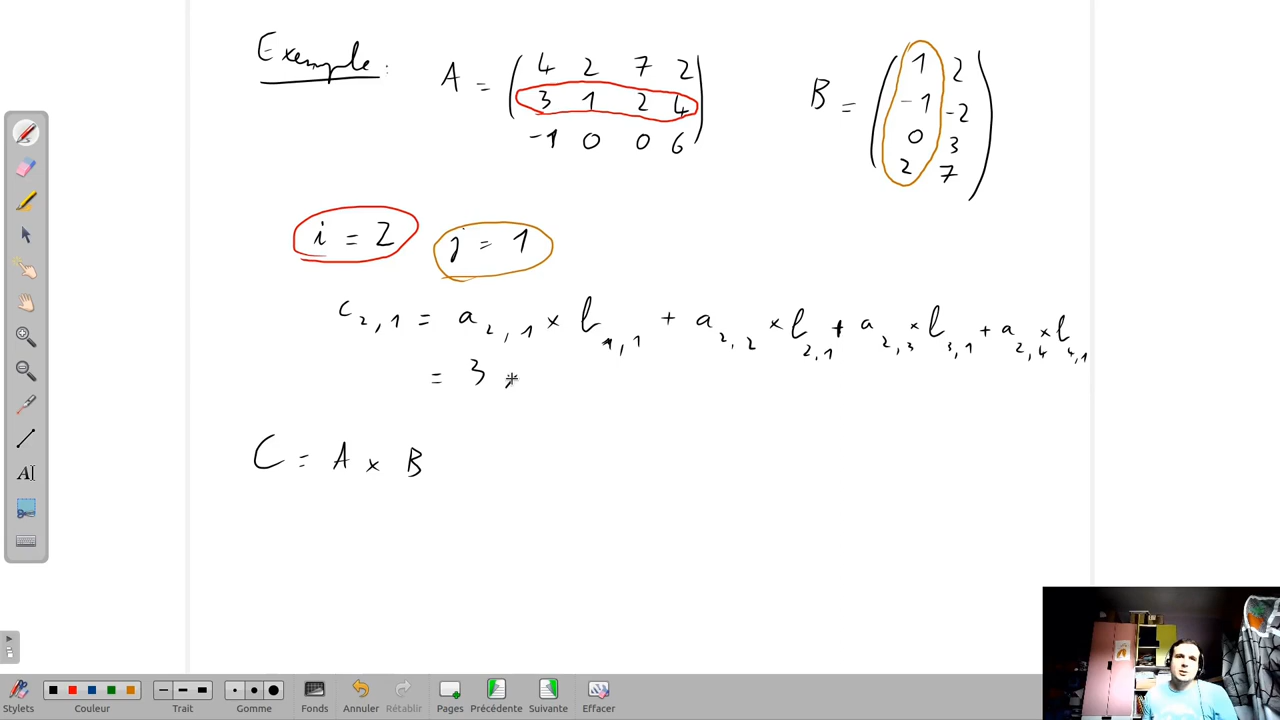 Exemple: A = (4 2 7 2 B = (1 2
3 1 2 4 -1 -2
-1 0 0 6) 0 3
2 7)
i = 2 j = 1
c2,1 = a2,1 × b1,1 + a2,2 × b2,1 + a2,3 × b3,1 + a2,4 × b4,1
= 3 ×
C = A × B
AI
Stylets Couleur Trait Gomme Fonds Annuler Rétablir Pages Précédente Suivante Effacer